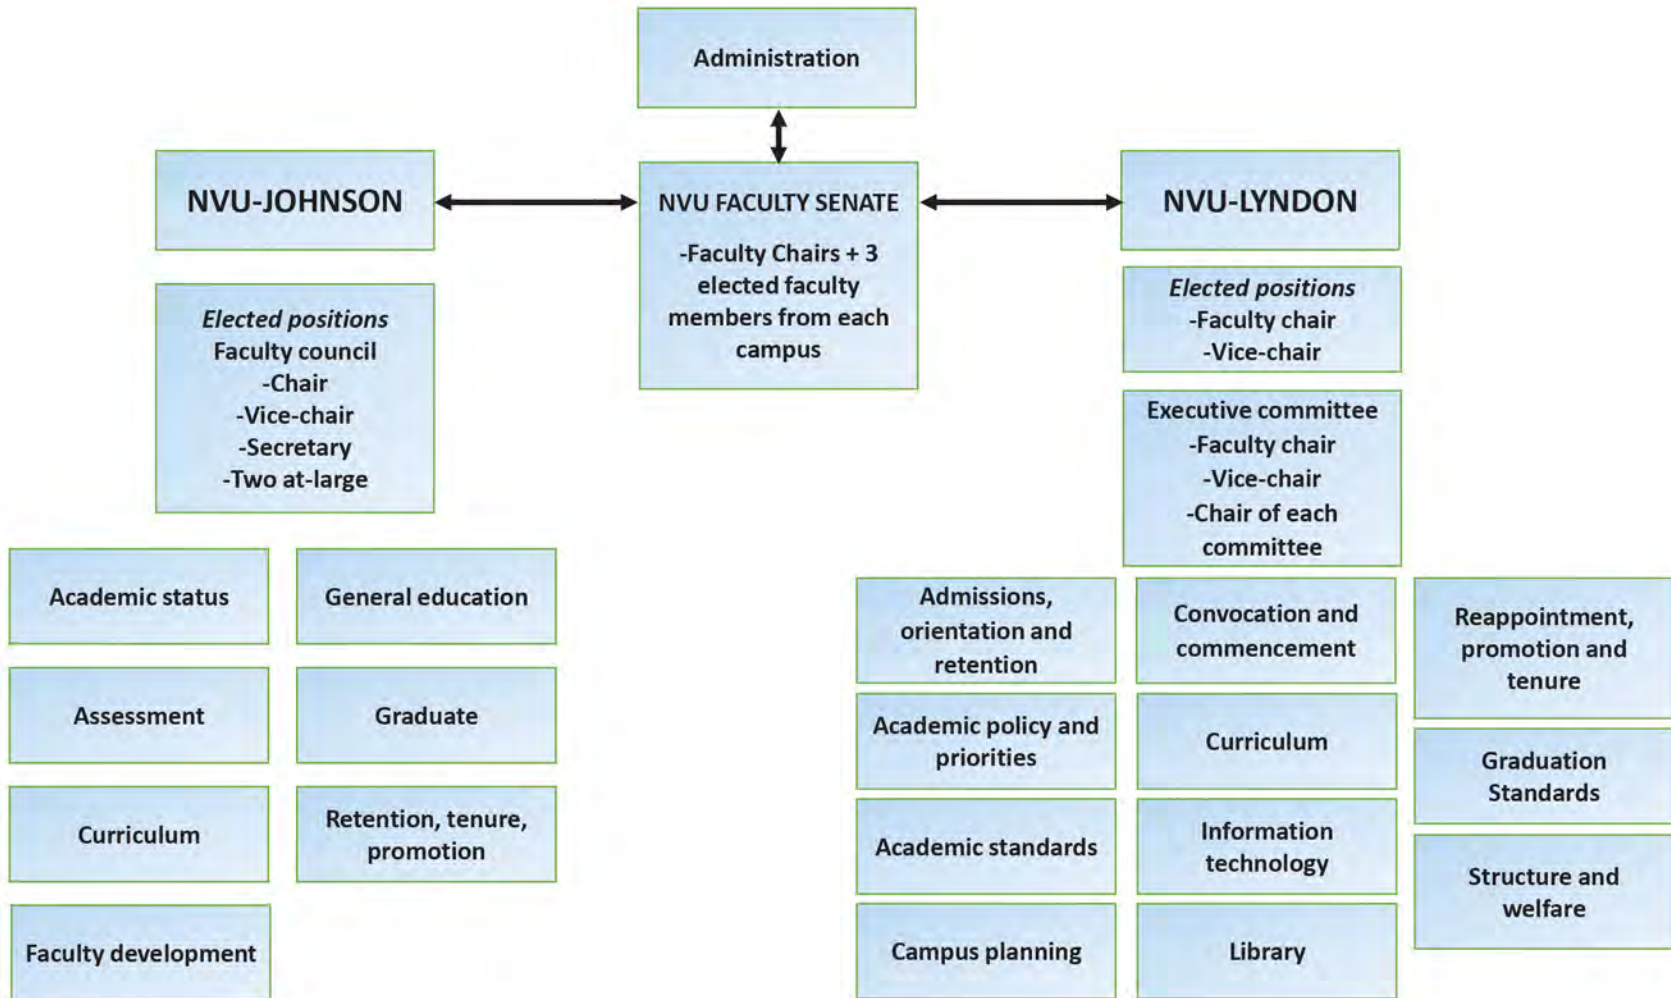 Administration
NVU-JOHNSON
NVU FACULTY SENATE
-Faculty Chairs + 3
elected faculty
members from each
campus
NVU-LYNDON
Elected positions
Faculty council
-Chair
-Vice-chair
-Secretary
-Two at-large
Elected positions
-Faculty chair
-Vice-chair
Executive committee
-Faculty chair
-Vice-chair
-Chair of each
committee
Academic status
General education
Assessment
Graduate
Curriculum
Retention, tenure,
promotion
Faculty development
Admissions,
orientation and
retention
Convocation and
commencement
Reappointment,
promotion and
tenure
Academic policy and
priorities
Curriculum
Graduation
Standards
Academic standards
Information
technology
Structure and
welfare
Campus planning
Library